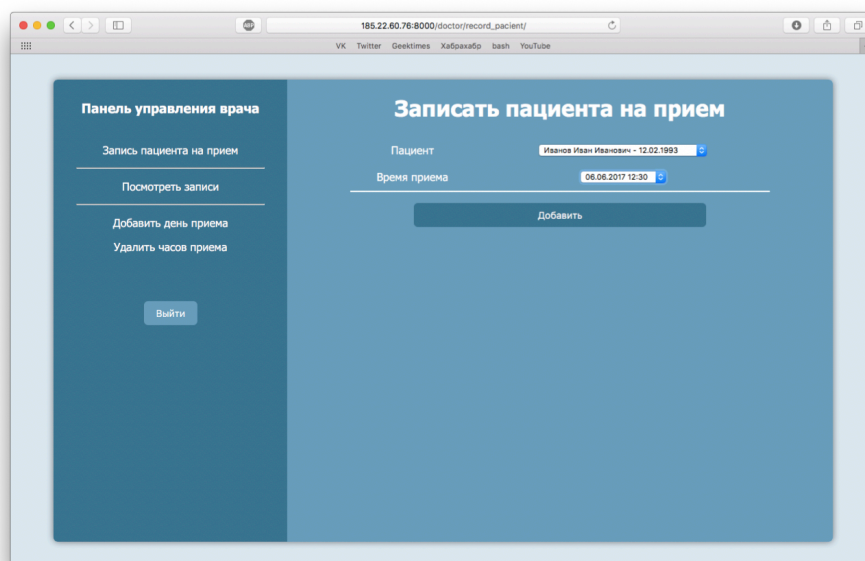 ABP
185.22.60.76:8000/doctor/record_pacient/
VK Twitter Geektimes Хабрахабр bash YouTube
Панель управления врача
Запись пациента на прием
Посмотреть записи
Добавить день приема
Удалить часов приема
Выйти
Записать пациента на прием
Пациент Иванов Иван Иванович - 12.02.1993
Время приема 06.06.2017 12:30
Добавить